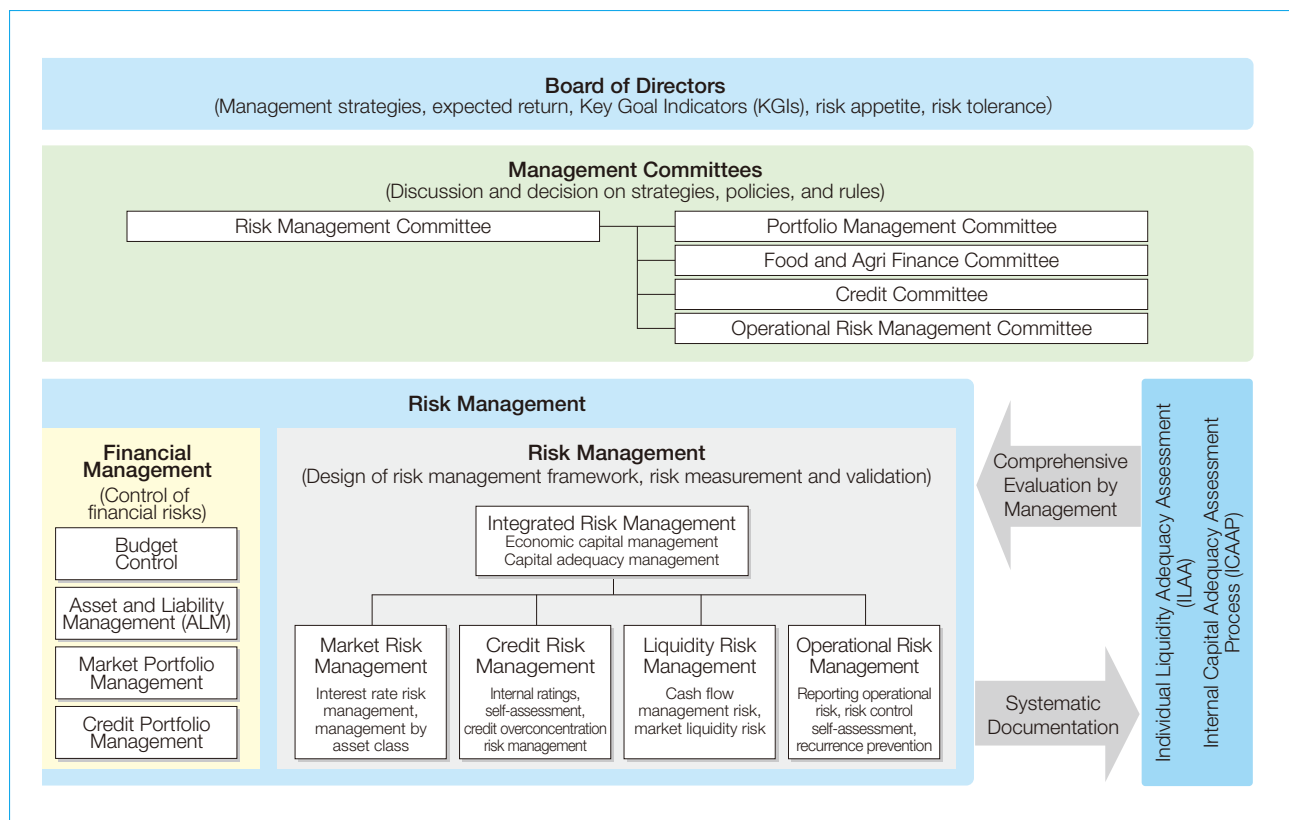 Board of Directors
(Management strategies, expected return, Key Goal Indicators (KGIs), risk appetite, risk tolerance)
Management Committees
(Discussion and decision on strategies, policies, and rules)
Risk Management Committee
Portfolio Management Committee
Food and Agri Finance Committee
Credit Committee
Operational Risk Management Committee
Risk Management
Financial
Management
(Control of
financial risks)
Budget
Control
Asset and Liability
Management (ALM)
Market Portfolio
Management
Credit Portfolio
Management
Risk Management
(Design of risk management framework, risk measurement and validation)
Integrated Risk Management
Economic capital management
Capital adequacy management
Market Risk
Management
Interest rate risk
management,
management by
asset class
Credit Risk
Management
Internal ratings,
self-assessment,
credit overconcentration
risk management
Liquidity Risk
Management
Cash flow
management risk,
market liquidity risk
Operational Risk
Management
Reporting operational
risk, risk control
self-assessment,
recurrence prevention
Comprehensive
Evaluation by
Management
Systematic
Documentation
Individual Liquidity Adequacy Assessment
(ILAA)
Internal Capital Adequacy Assessment
Process (ICAAP)